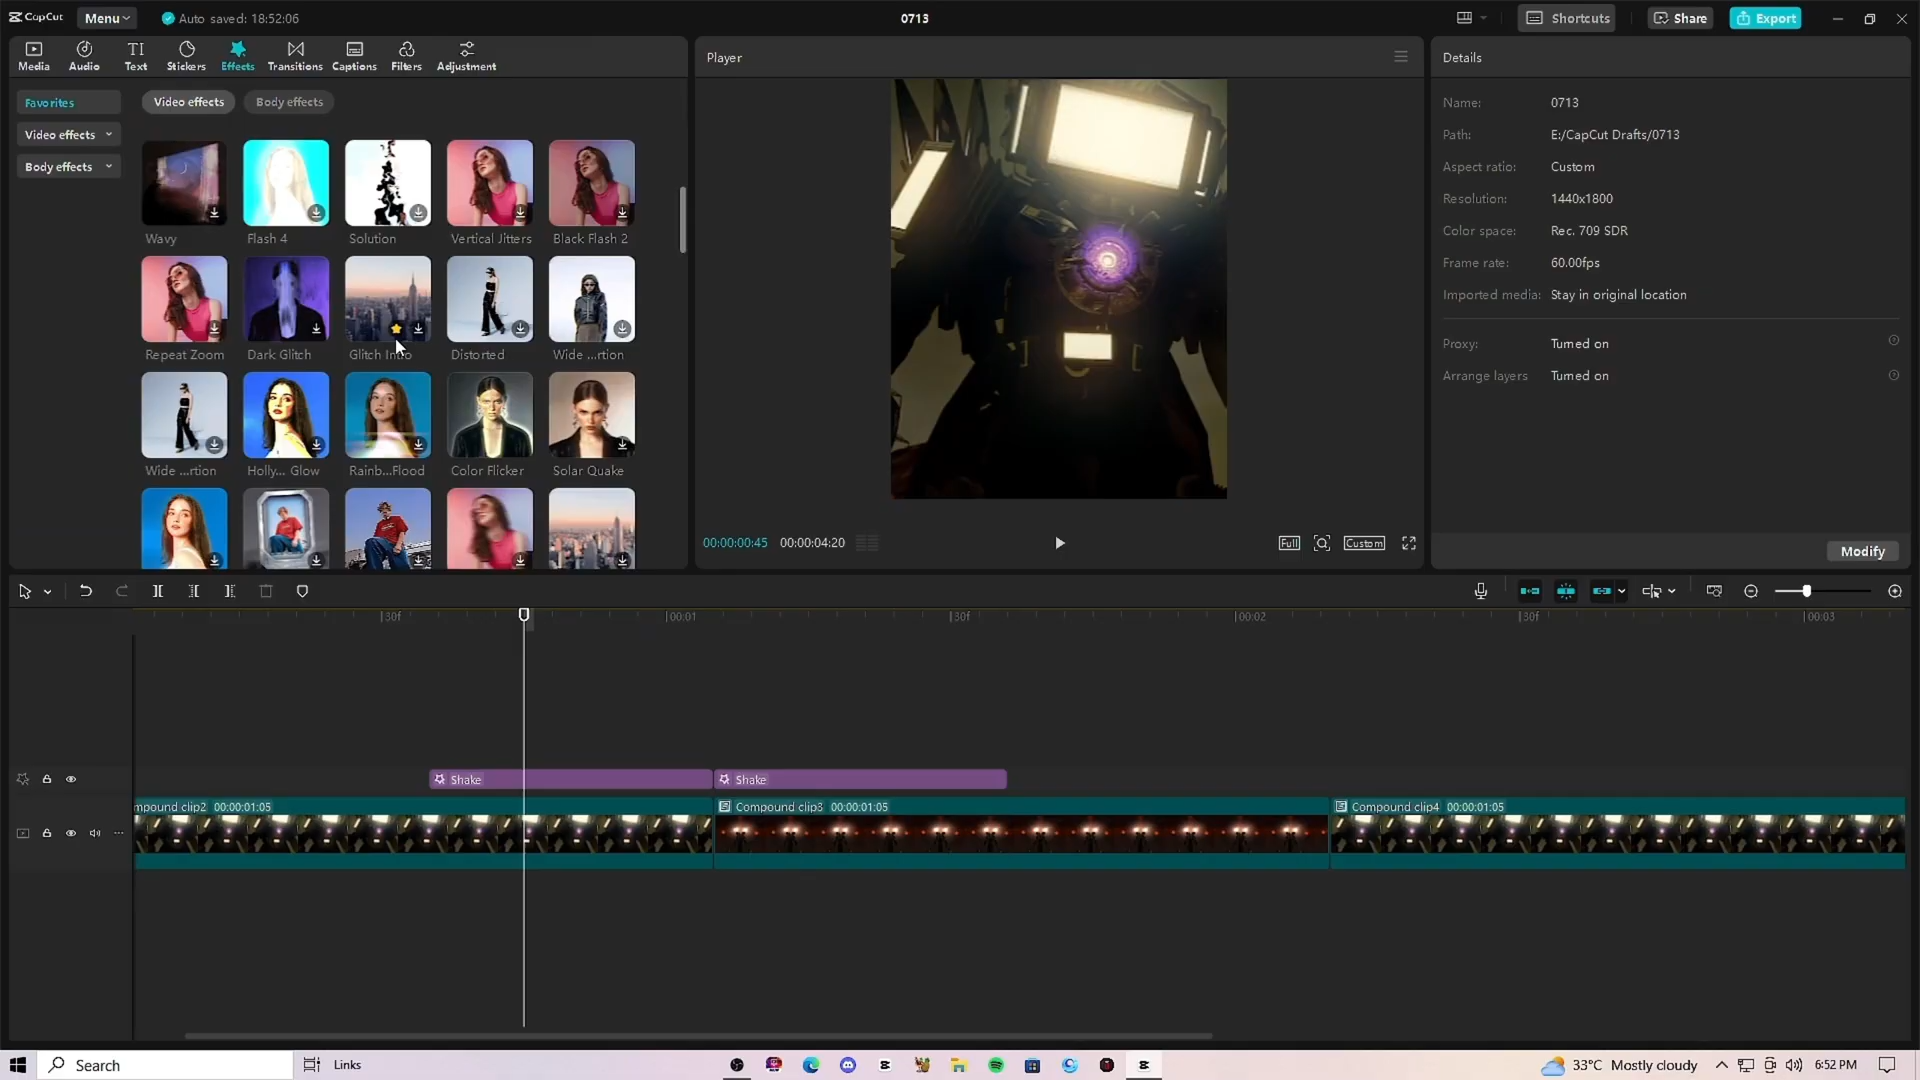 CapCut
Menu
Auto saved: 18:52:06
0713
Shortcuts
Share
Export
Media
Audio
TI
Text
Stickers
Effects
Transitions
Captions
Filters
Adjustment
Favorites
Video effects
Body effects
Video effects
Body effects
Wavy
Flash 4
Solution
Vertical Jitters
Black Flash 2
Repeat Zoom
Dark Glitch
Glitch Intro
Distorted
Wide ...rtion
Wide ...rtion
Holly... Glow
Rainb...Flood
Color Flicker
Solar Quake
Player
00:00:00:45
00:00:04:20
Full
Custom
Details
Name: 0713
Path: E:/CapCut Drafts/0713
Aspect ratio: Custom
Resolution: 1440x1800
Color space: Rec. 709 SDR
Frame rate: 60.00fps
Imported media: Stay in original location
Proxy: Turned on
Arrange layers Turned on
Modify
30f
00:01
30f
00:02
30f
00:03
Shake
Shake
mpound clip2 00:00:01:05
Compound clip3 00:00:01:05
Compound clip4 00:00:01:05
Search
Links
33°C Mostly cloudy
6:52 PM